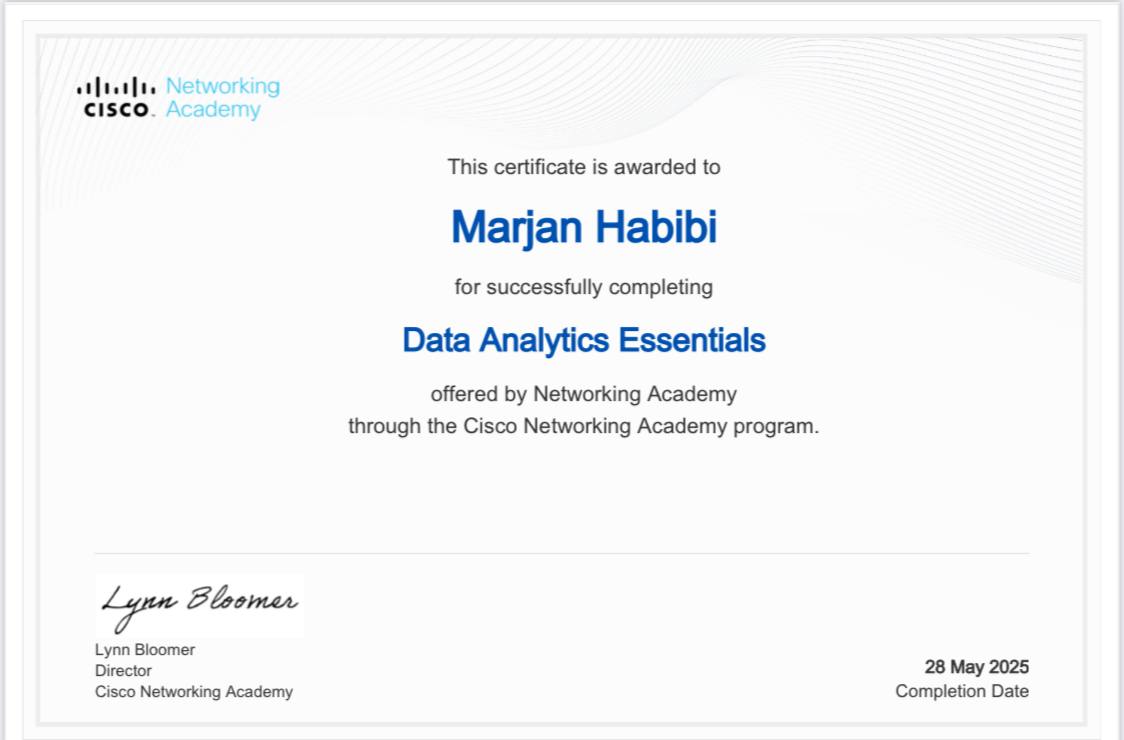 Networking
CISCO. Academy
This certificate is awarded to
Marjan Habibi
for successfully completing
Data Analytics Essentials
offered by Networking Academy
through the Cisco Networking Academy program.
Lynn Bloomer
Lynn Bloomer
Director
Cisco Networking Academy
28 May 2025
Completion Date